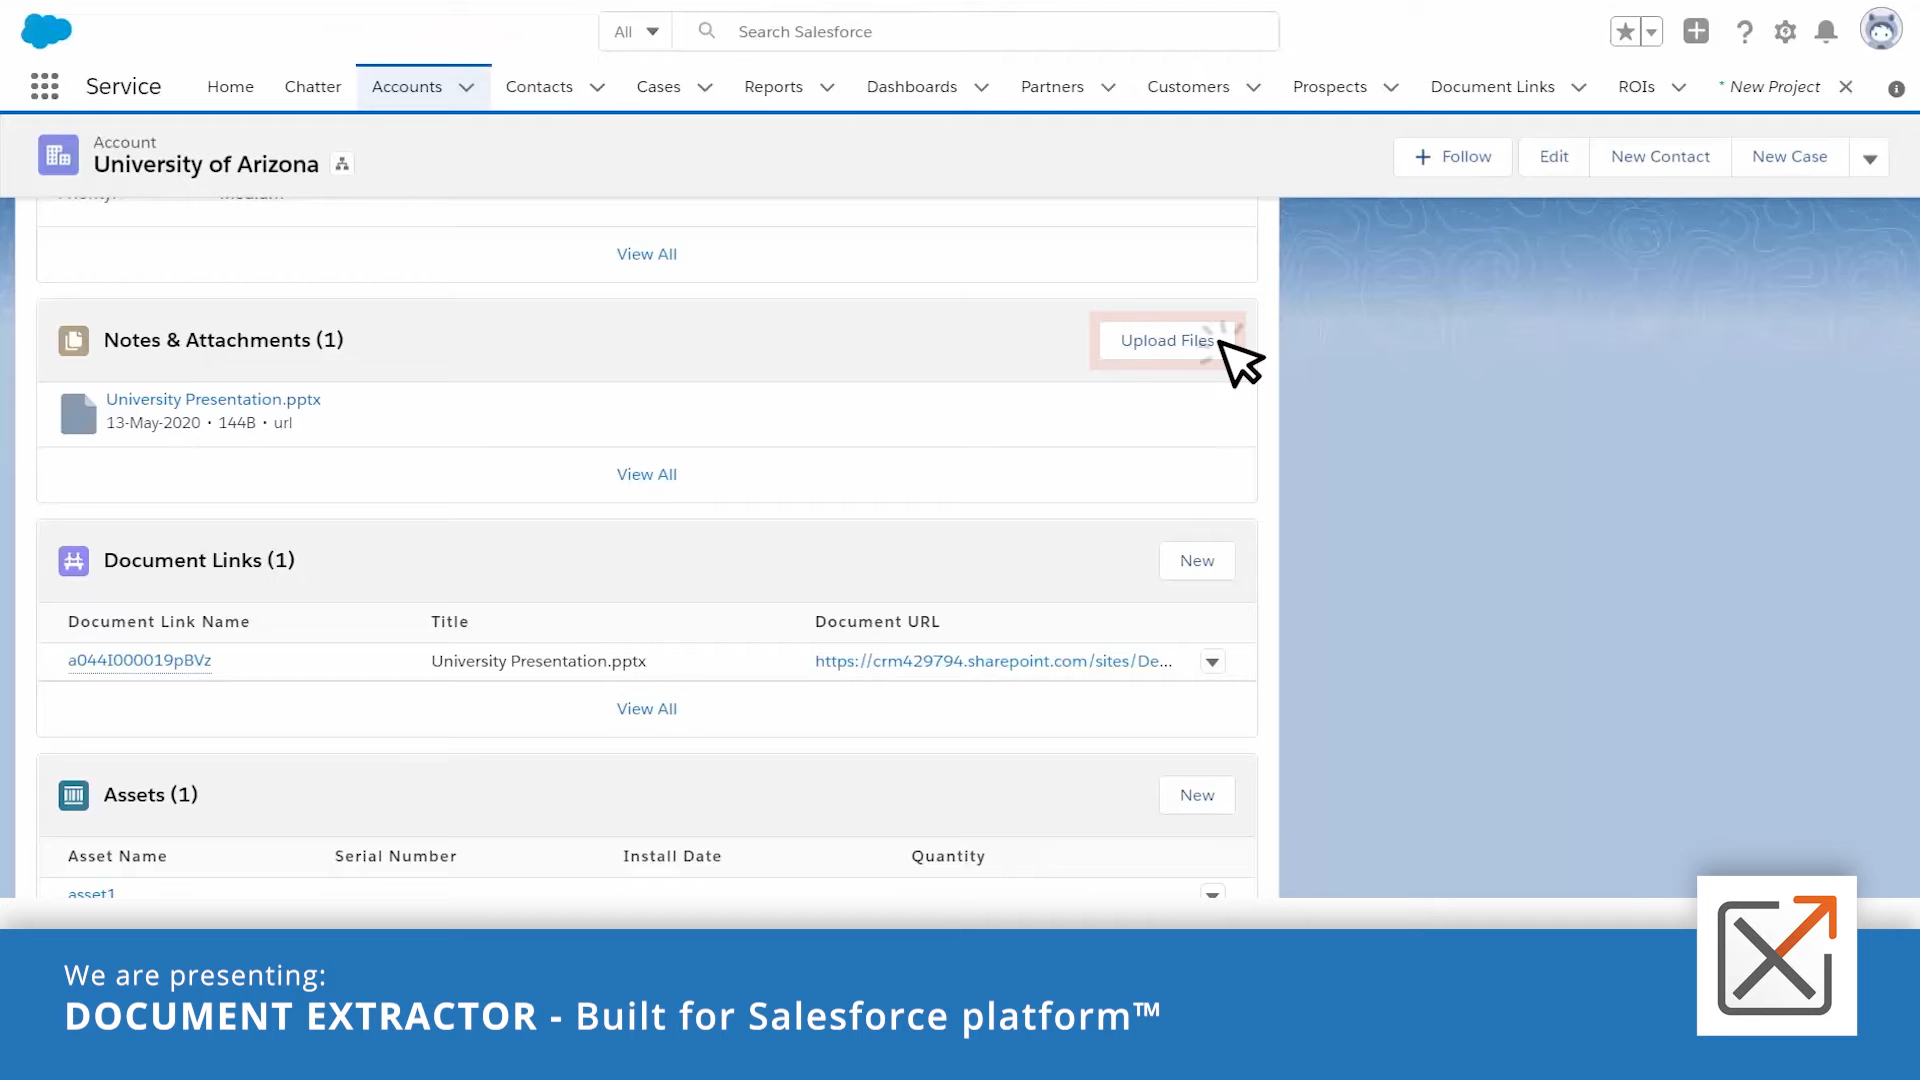 All
Search Salesforce
Service
Home
Chatter
Accounts
Contacts
Cases
Reports
Dashboards
Partners
Customers
Prospects
Document Links
ROIs
* New Project
Account
University of Arizona
+ Follow
Edit
New Contact
New Case
View All
Notes & Attachments (1)
Upload Files
University Presentation.pptx
13-May-2020 • 144B • url
View All
Document Links (1)
New
Document Link Name Title Document URL
a044I000019pBVz University Presentation.pptx https://crm429794.sharepoint.com/sites/De...
View All
Assets (1)
New
Asset Name Serial Number Install Date Quantity
asset1
We are presenting:
DOCUMENT EXTRACTOR - Built for Salesforce platform™